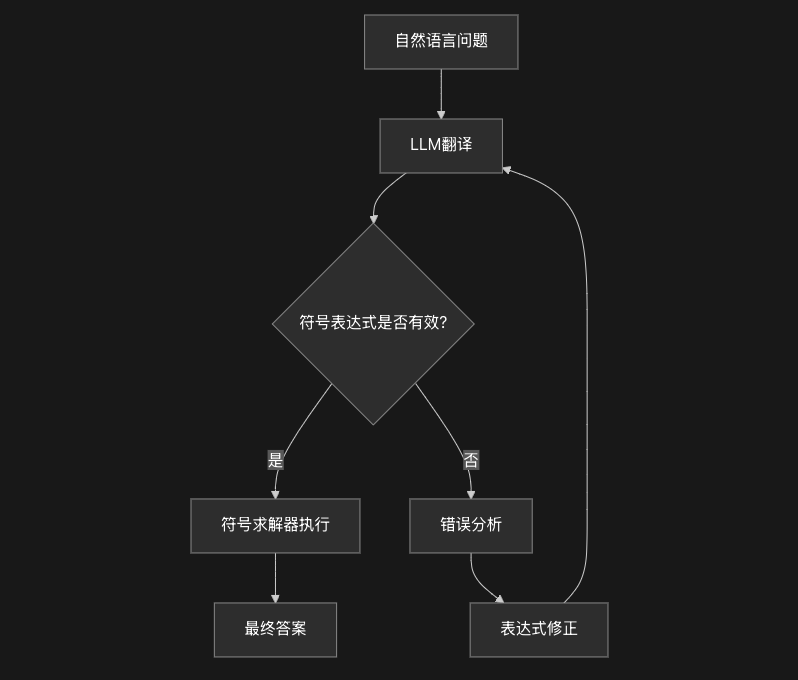 自然语言问题
LLM翻译
符号表达式是否有效?
是
否
符号求解器执行
错误分析
最终答案
表达式修正